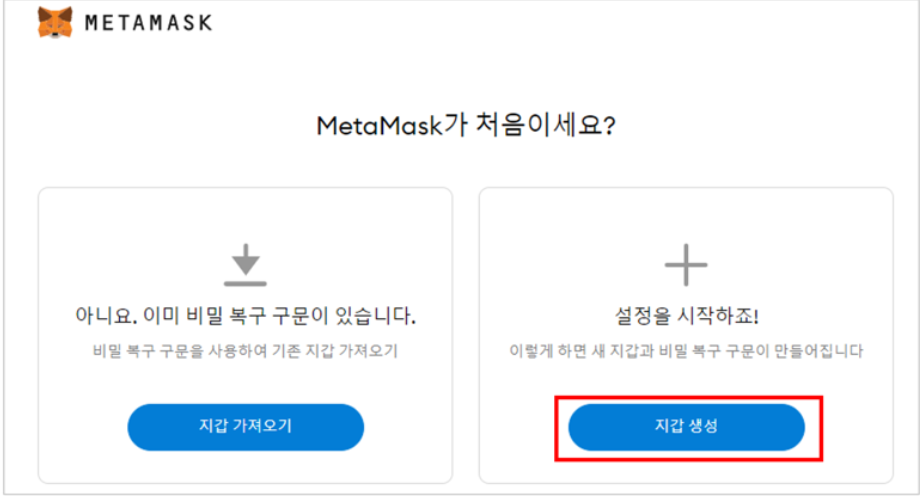 METAMASK
MetaMask가 처음이세요?
아니요. 이미 비밀 복구 구문이 있습니다.
비밀 복구 구문을 사용하여 기존 지갑 가져오기
지갑 가져오기
설정을 시작하죠!
이렇게 하면 새 지갑과 비밀 복구 구문이 만들어집니다
지갑 생성